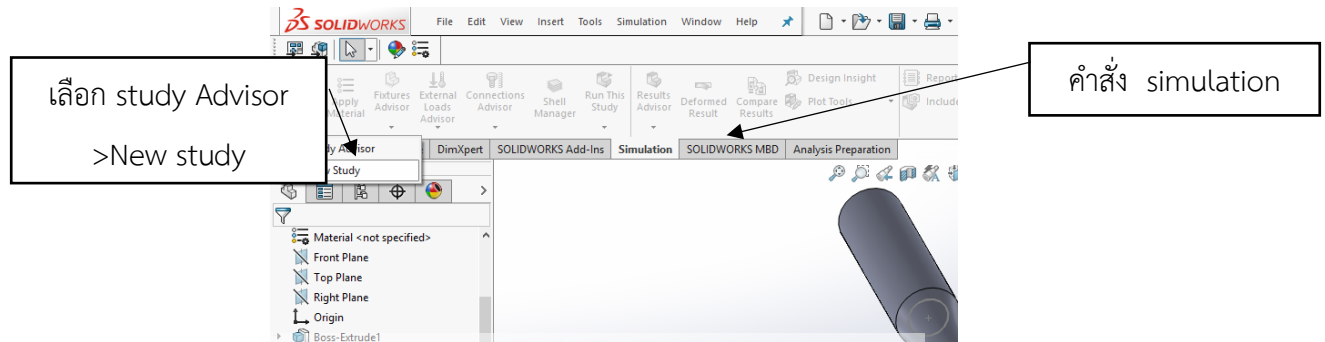 SOLIDWORKS File Edit View Insert Tools Simulation Window Help
เลือก study Advisor
>New study
คำสั่ง simulation
Fixtures Advisor
External Loads Advisor
Connections Advisor
Shell Manager
Run This Study
Results Advisor
Deformed Result
Compare Results
Design Insight
Plot Tools
Report
Include
Material
DimXpert SOLIDWORKS Add-Ins Simulation SOLIDWORKS MBD Analysis Preparation
Study
Material <not specified>
Front Plane
Top Plane
Right Plane
Origin
Boss-Extrude1